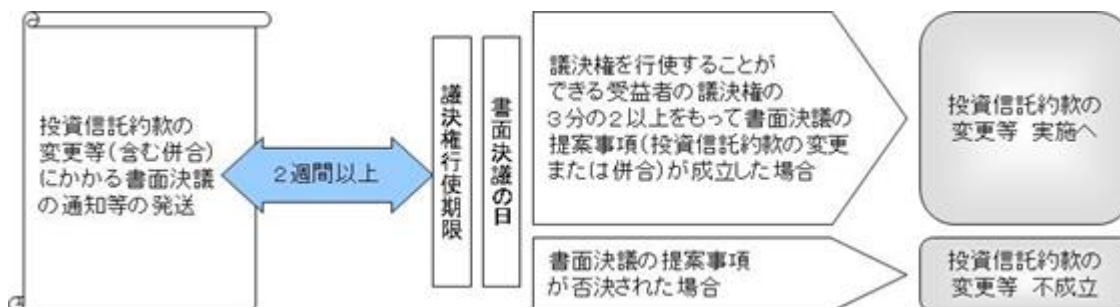 投資信託約款の
変更等(含む併合)
にかかる書面決議
の通知等の発送
2週間以上
議決権行使期限
書面決議の日
議決権を行使することが
できる受益者の議決権の
3分の2以上をもって書面決議の
提案事項(投資信託約款の変更
または併合)が成立した場合
投資信託約款の
変更等 実施へ
書面決議の提案事項
が否決された場合
投資信託約款の
変更等 不成立